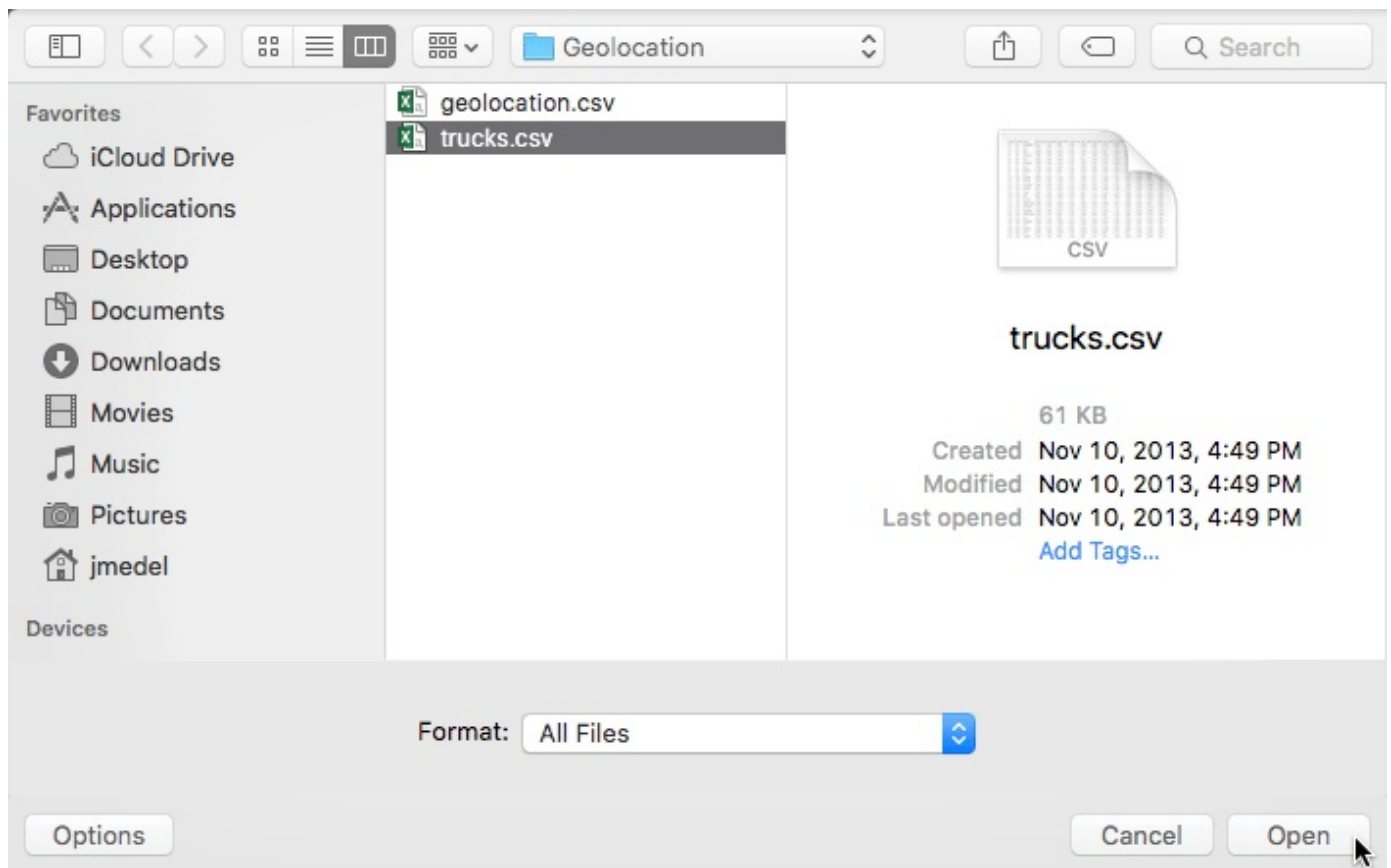 Geolocation
Search
Favorites
iCloud Drive
Applications
Desktop
Documents
Downloads
Movies
Music
Pictures
jmedel
Devices
geolocation.csv
trucks.csv
CSV
trucks.csv
61 KB
Created Nov 10, 2013, 4:49 PM
Modified Nov 10, 2013, 4:49 PM
Last opened Nov 10, 2013, 4:49 PM
Add Tags...
Format: All Files
Options
Cancel
Open